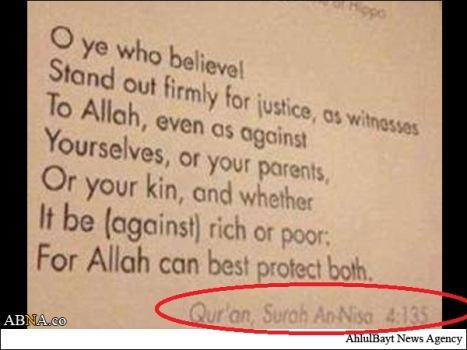 of Hippo
O ye who believe!
Stand out firmly for justice, as witnesses
To Allah, even as against
Yourselves, or your parents,
Or your kin, and whether
It be (against) rich or poor:
For Allah can best protect both.
Qur'an, Surah An-Nisa 4:135
ABNA.co
AhlulBayt News Agency